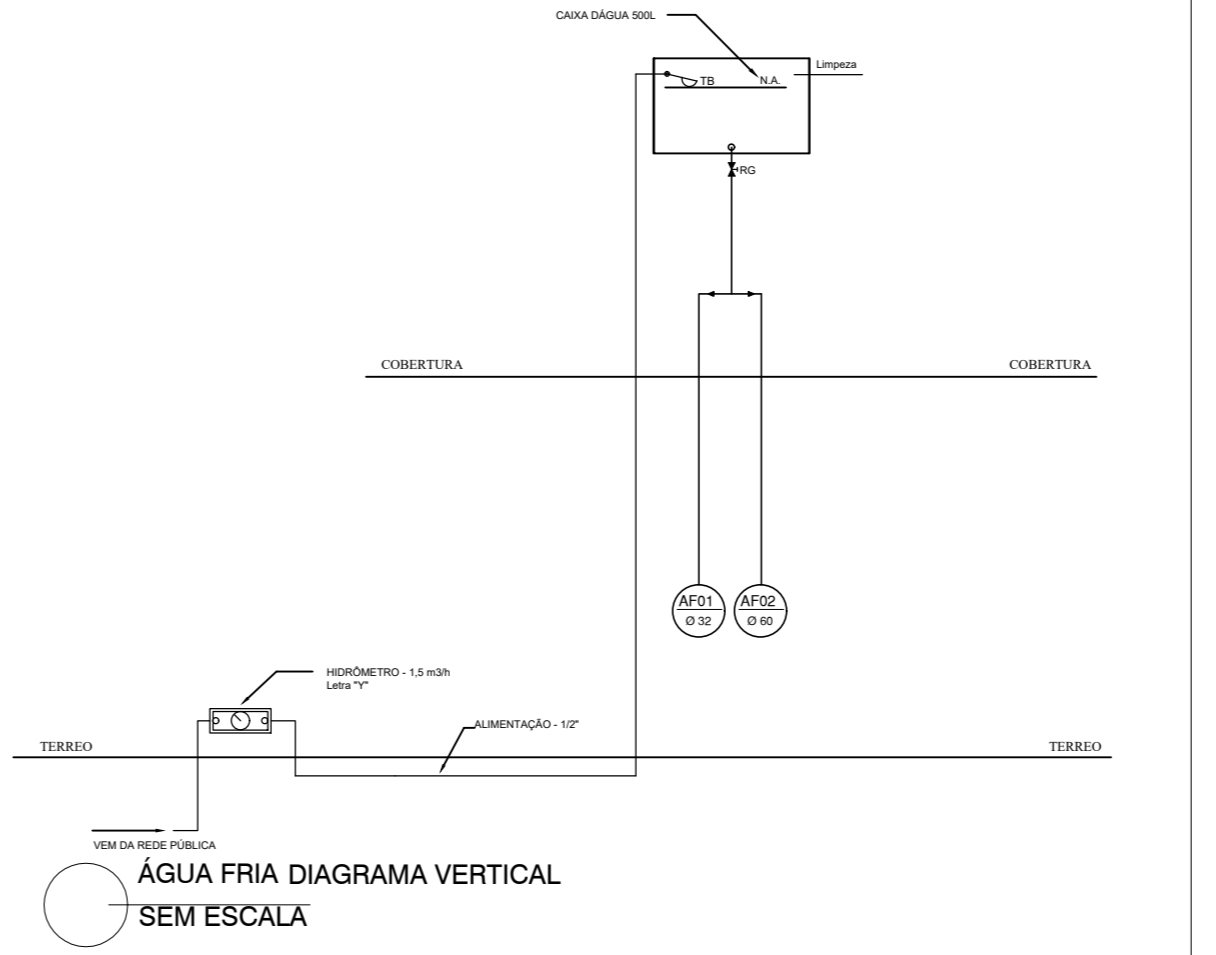 CAIXA DÁGUA 500L
Limpeza
TB
N.A.
RG
COBERTURA
COBERTURA
AF01
Ø 32
AF02
Ø 60
HIDRÔMETRO - 1,5 m3/h
Letra "Y"
ALIMENTAÇÃO - 1/2"
TERREO
TERREO
VEM DA REDE PÚBLICA
ÁGUA FRIA DIAGRAMA VERTICAL
SEM ESCALA